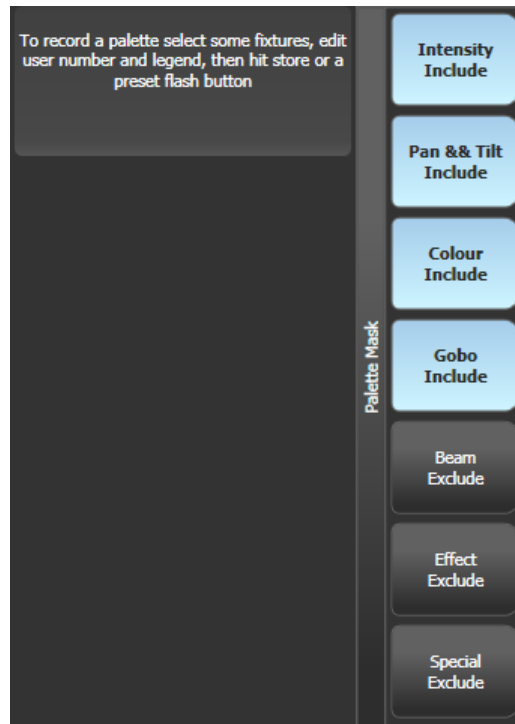 To record a palette select some fixtures, edit
user number and legend, then hit store or a
preset flash button
Palette Mask
Intensity
Include
Pan && Tilt
Include
Colour
Include
Gobo
Include
Beam
Exclude
Effect
Exclude
Special
Exclude